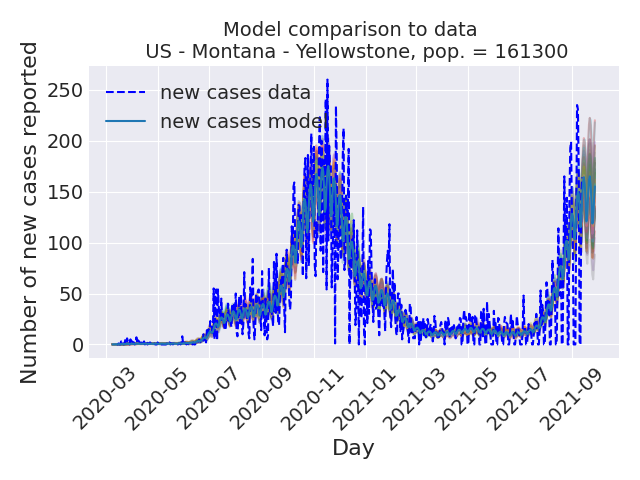 Model comparison to data
US - Montana - Yellowstone, pop. = 161300
Number of new cases reported
250
200
150
100
50
0
new cases data
new cases model
2020-03
2020-05
2020-07
2020-09
2020-11
2021-01
2021-03
2021-05
2021-07
2021-09
Day